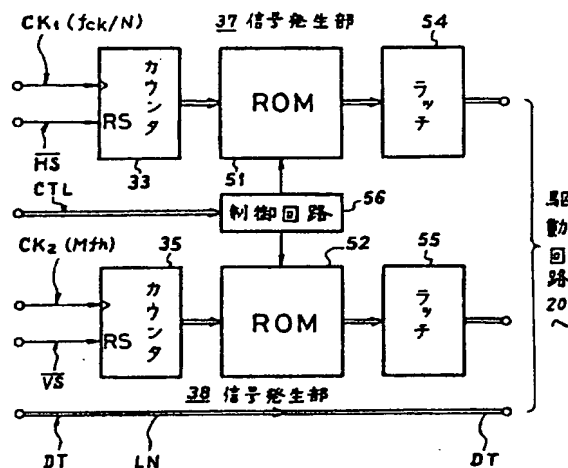 CK₁ (fck/N)
37 信号発生部
54
カウンタ
ROM
ラッチ
RS
HS
33
51
CTL
制御回路
56
CK₂ (Mfh)
35
52
55
カウンタ
ROM
ラッチ
RS
VS
38 信号発生部
駆動回路20へ
DT
LN
DT